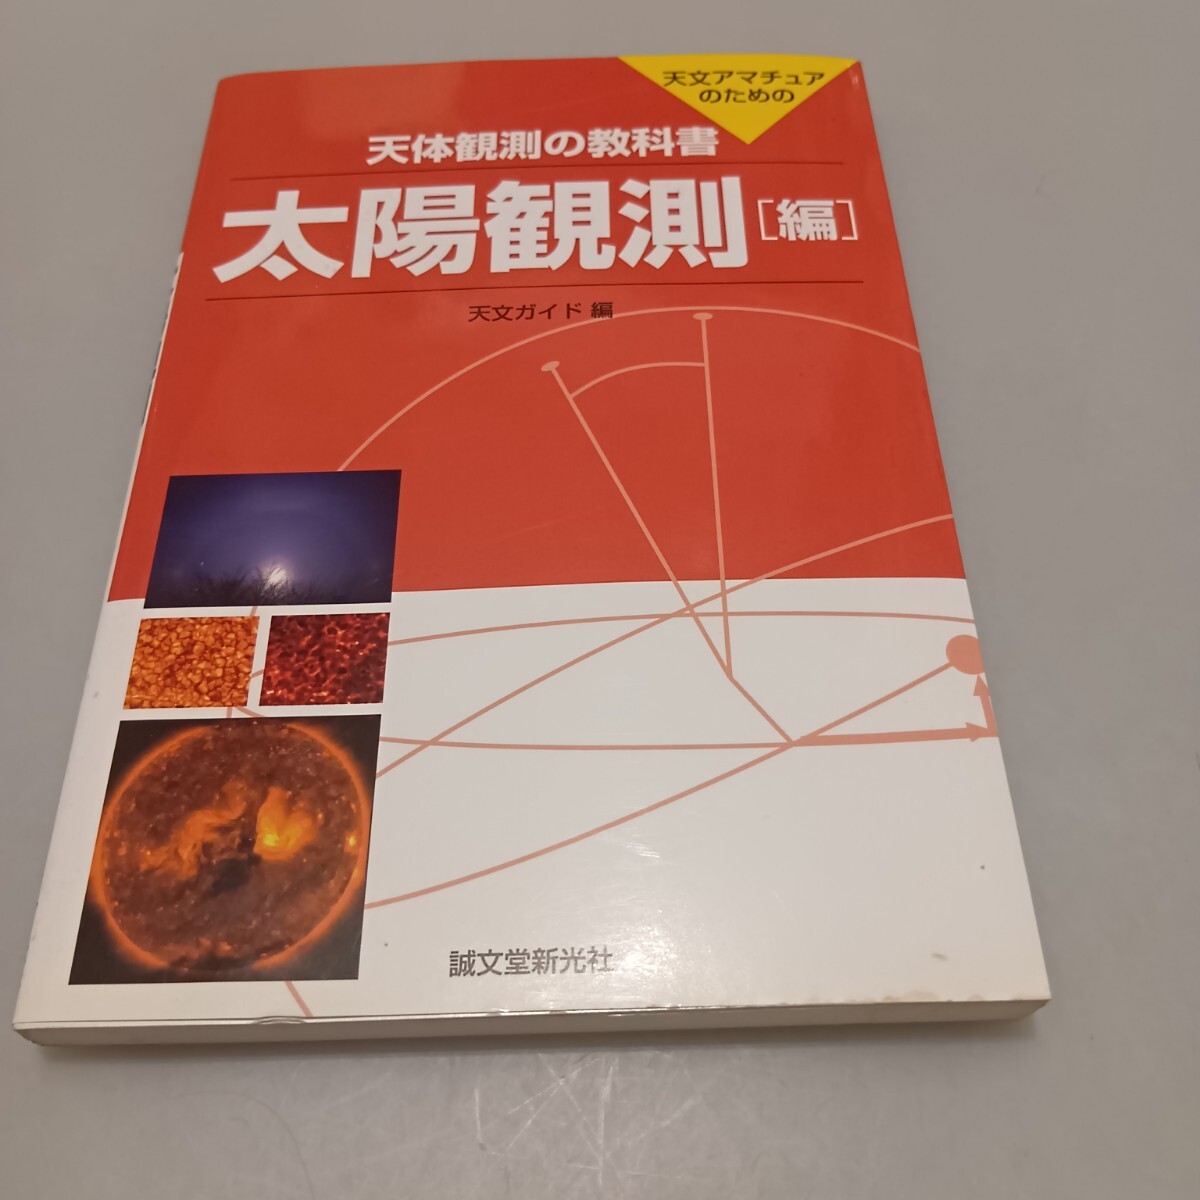 天文アマチュア
のための
天体観測の教科書
太陽観測[編]
天文ガイド 編
誠文堂新光社